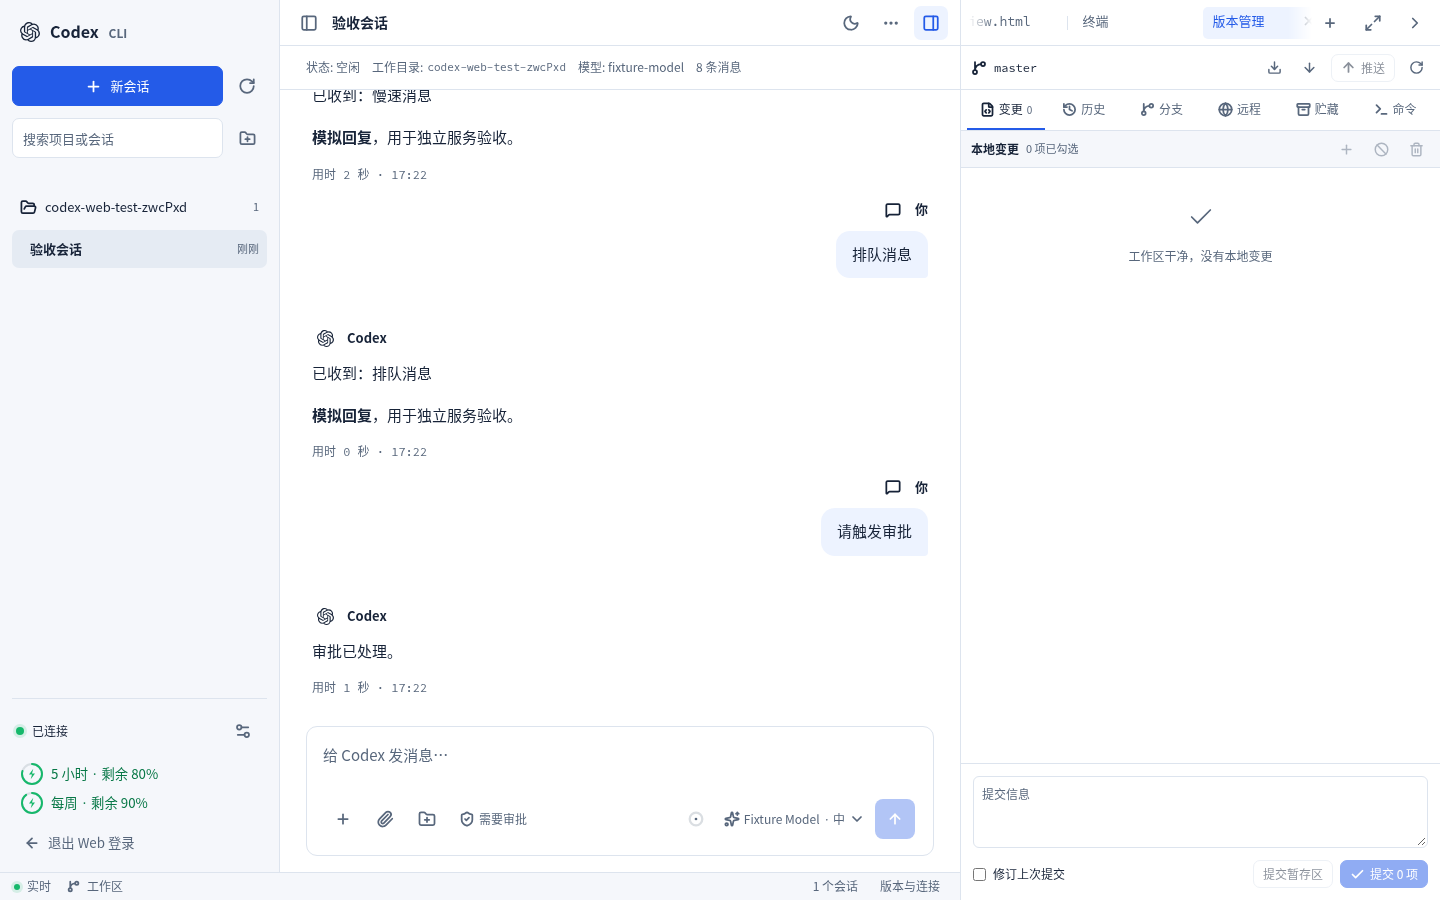 Codex CLI
新会话
搜索项目或会话
codex-web-test-zwcPxd 1
验收会话 刚刚
已连接
5 小时 · 剩余 80%
每周 · 剩余 90%
退出 Web 登录
实时 工作区
验收会话
状态: 空闲 工作目录: codex-web-test-zwcPxd 模型: fixture-model 8 条消息
已收到：慢速消息
模拟回复，用于独立服务验收。
用时 2 秒 · 17:22
你
排队消息
Codex
已收到：排队消息
模拟回复，用于独立服务验收。
用时 0 秒 · 17:22
你
请触发审批
Codex
审批已处理。
用时 1 秒 · 17:22
给 Codex 发消息…
需要审批 Fixture Model · 中
1 个会话 版本与连接
iew.html 终端 版本管理
master 推送
变更 0 历史 分支 远程 贮藏 命令
本地变更 0 项已勾选
工作区干净，没有本地变更
提交信息
修订上次提交 提交暂存区 提交 0 项